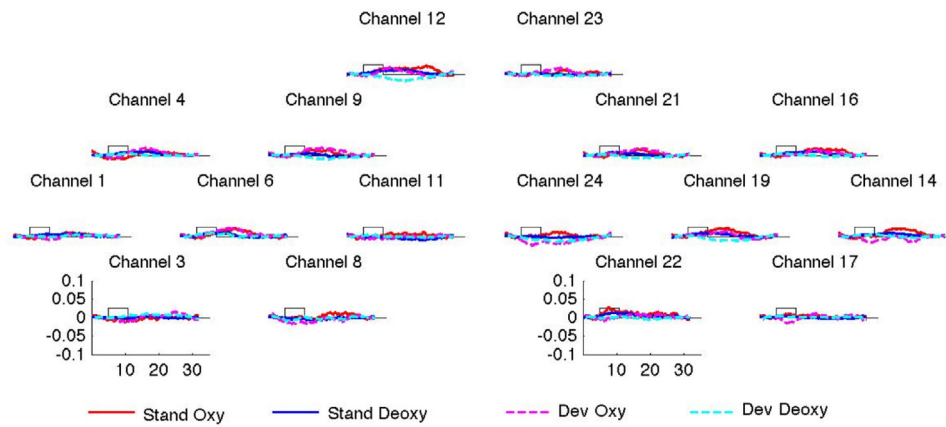 Channel 12 Channel 23
Channel 4 Channel 9 Channel 21 Channel 16
Channel 1 Channel 6 Channel 11 Channel 24 Channel 19 Channel 14
Channel 3 Channel 8 Channel 22 Channel 17
0.1 0.1
0.05 0.05
0 0
-0.05 -0.05
-0.1 -0.1
10 20 30 10 20 30
Stand Oxy Stand Deoxy Dev Oxy Dev Deoxy